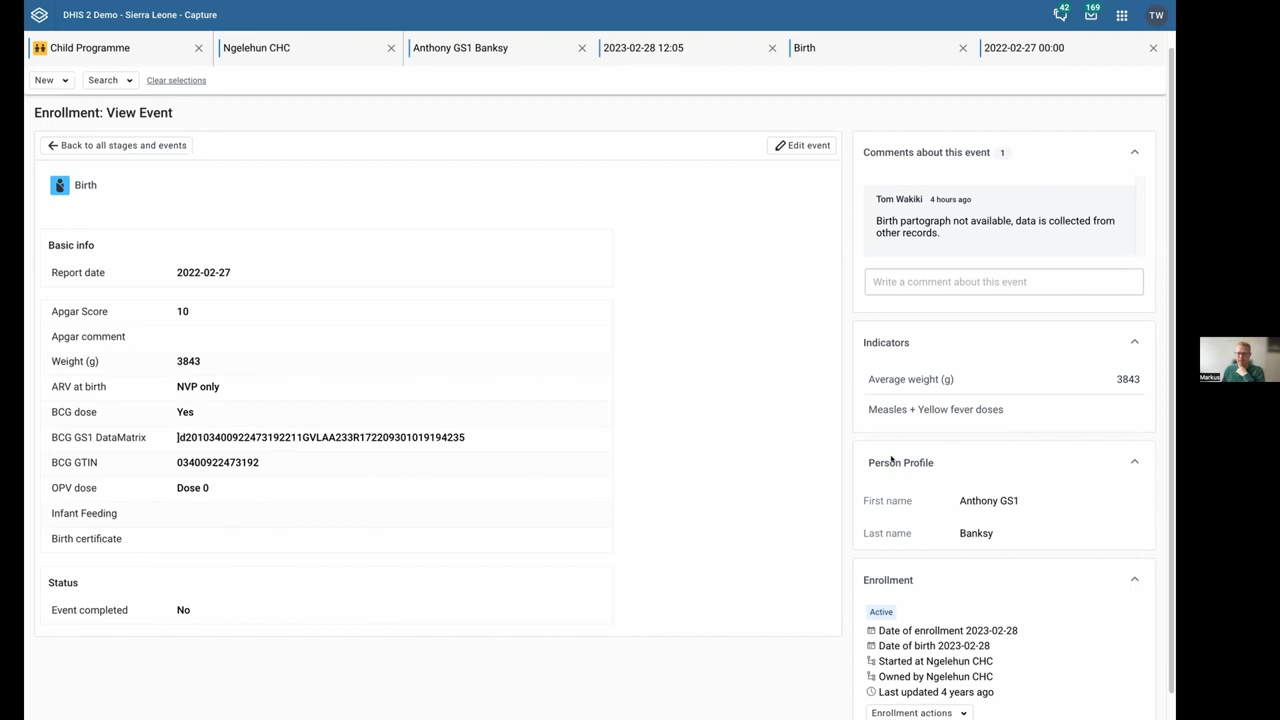 DHIS 2 Demo - Sierra Leone - Capture
42
169
TW
Child Programme
Ngelehun CHC
Anthony GS1 Banksy
2023-02-28 12:05
Birth
2022-02-27 00:00
New
Search
Clear selections
Enrollment: View Event
Back to all stages and events
Edit event
Birth
Basic info
Report date 2022-02-27
Apgar Score 10
Apgar comment
Weight (g) 3843
ARV at birth NVP only
BCG dose Yes
BCG GS1 DataMatrix ]d20103400922473192211GVLAA233R172209301019194235
BCG GTIN 03400922473192
OPV dose Dose 0
Infant Feeding
Birth certificate
Status
Event completed No
Comments about this event 1
Tom Wakiki 4 hours ago
Birth partograph not available, data is collected from
other records.
Write a comment about this event
Indicators
Average weight (g) 3843
Measles + Yellow fever doses
Person Profile
First name Anthony GS1
Last name Banksy
Enrollment
Active
Date of enrollment 2023-02-28
Date of birth 2023-02-28
Started at Ngelehun CHC
Owned by Ngelehun CHC
Last updated 4 years ago
Enrollment actions
Markus